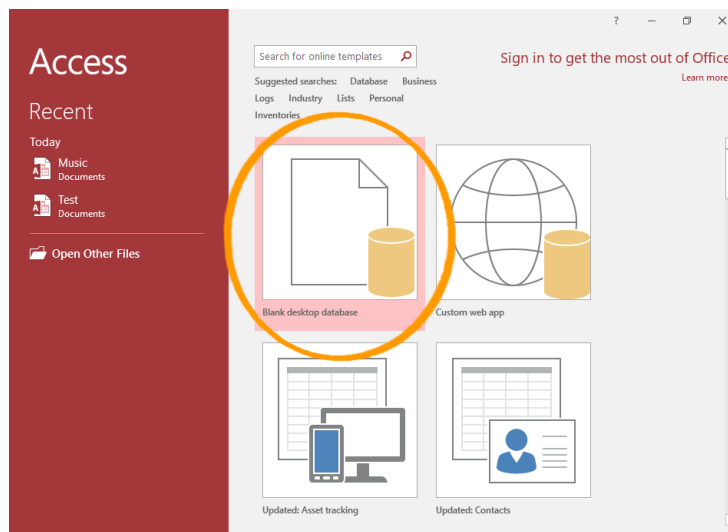 Access
Recent
Today
Music
Documents
Test
Documents
Open Other Files
?
Search for online templates
Sign in to get the most out of Office
Learn more
Suggested searches: Database Business
Logs Industry Lists Personal
Inventories
Blank desktop database
Custom web app
Updated: Asset tracking
Updated: Contacts